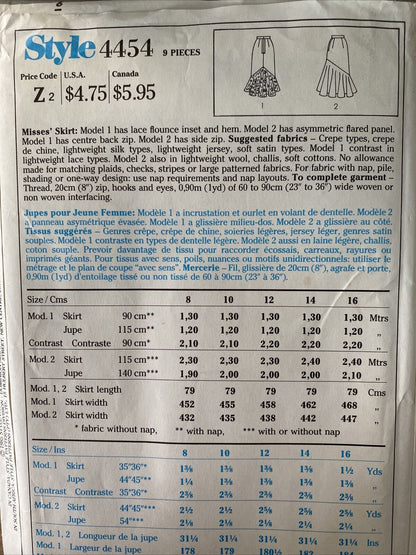 Style 4454 9 PIECES
Price Code U.S.A. Canada
Z2 $4.75 $5.95
1 2
Misses' Skirt: Model 1 has lace flounce inset and hem. Model 2 has asymetric flared panel.
Model 1 has centre back zip. Model 2 has side zip. Suggested fabrics – Crepe types, crepe
de chine, lightweight silk types, lightweight jersey, soft satin types. Model 1 contrast in
lightweight lace types. Model 2 also in lightweight wool, challis, soft cottons. No allowance
made for matching plaids, checks, stripes or large patterned fabrics. For fabric with nap, pile,
shading or one-way design: use nap requirements and nap layouts. To complete garment –
Thread, 20cm (8") zip, hooks and eyes, 0,90m (1yd) of 60 to 90cm (23" to 36") wide woven or
non woven interfacing.
Jupes pour Jeune Femme: Modèle 1 a incrustation et ourlet en volant de dentelle. Modèle 2
a panneau asymétrique évasé. Modèle 1 a glissière milieu-dos. Modèle 2 a glissière du côté.
Tissus suggérés – Genres crêpe, crêpe de chine, soieries légères, jersey léger, genres satin
souples. Modèle 1 contraste en types de dentelle légère. Modèle 2 aussi en laine légère, challis,
coton souple. Prevoir davantage de tissu pour raccorder écossais, carreaux, rayures ou
imprimés géants. Pour tissus avec sens, poils, nuances ou motifs unidirectionnels: utiliser le
métrage et le plan de coupe "avec sens". Mercerie – Fil, glissière de 20cm (8"), agrafe et porte,
0,90m (1yd) d'entoilage tissé ou non tissé de 60 à 90cm (23" à 36").
Size / Cms 8 10 12 14 16
Mod. 1 Skirt 90 cm** 1,30 1,30 1,30 1,30 1,30 Mtrs
Jupe 115 cm** 1,20 1,20 1,20 1,20 1,20 "
Contrast Contraste 90 cm* 2,10 2,10 2,20 2,20 2,20 "
Mod. 2 Skirt 115 cm*** 2,30 2,30 2,30 2,40 2,40 Mtrs
Jupe 140 cm*** 1,90 2,00 2,00 2,00 2,10 "
Mod. 1, 2 Skirt length 79 79 79 79 79 Cms
Mod. 1 Skirt width 452 455 458 462 468 "
Mod. 2 Skirt width 432 435 438 442 447 "
* fabric without nap, ** with nap, *** with or without nap
Size / Ins 8 10 12 14 16
Mod. 1 Skirt 35"36"* 1⅜ 1⅜ 1⅜ 1⅜ 1½ Yds
Jupe 44"45"** 1¼ 1⅜ 1⅜ 1⅜ 1⅜ "
Contrast Contraste 35"36"* 2⅜ 2⅜ 2⅜ 2⅜ 2⅜ "
Mod. 2 Skirt 44"45"*** 2½ 2½ 2⅝ 2⅝ 2⅝ Yds
Jupe 54"*** 2⅛ 2⅛ 2⅛ 2¼ 2¼ "
Mod. 1, 2 Longueur de la jupe 31¼ 31¼ 31¼ 31¼ 31¼ Ins
Mod. 1 Largeur de la jupe 178 179 180½ 182